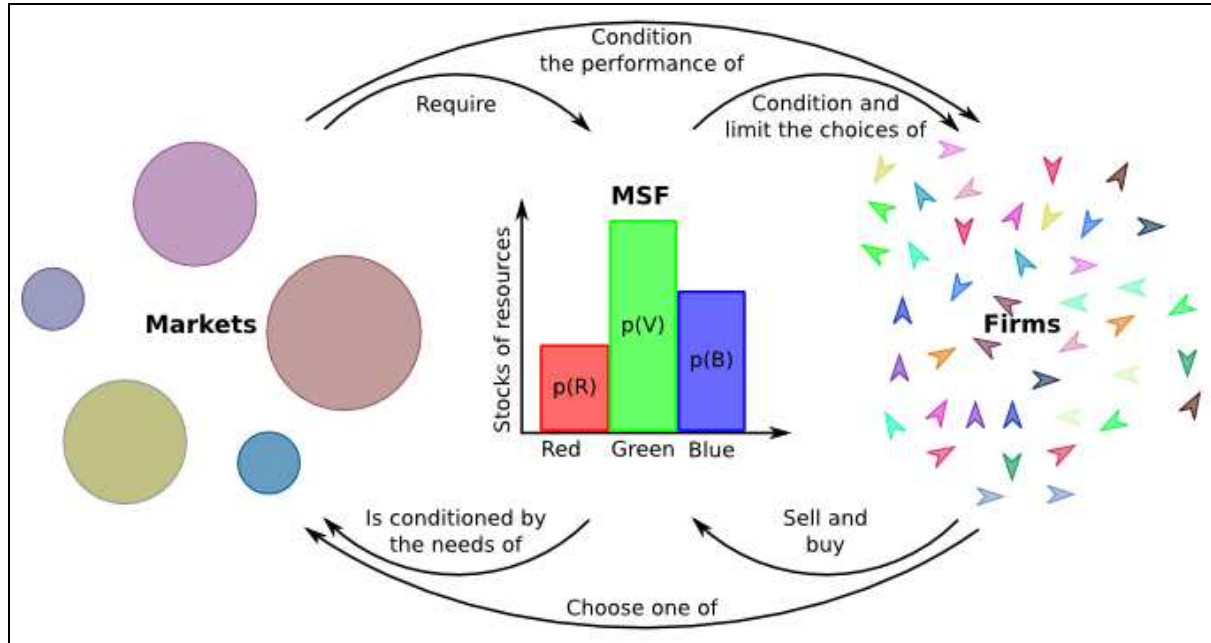 Condition
the performance of
Require
Condition and
limit the choices of
MSF
Stocks of resources
Markets
p(R)
p(V)
p(B)
Firms
Red
Green
Blue
Is conditioned by
the needs of
Sell and
buy
Choose one of